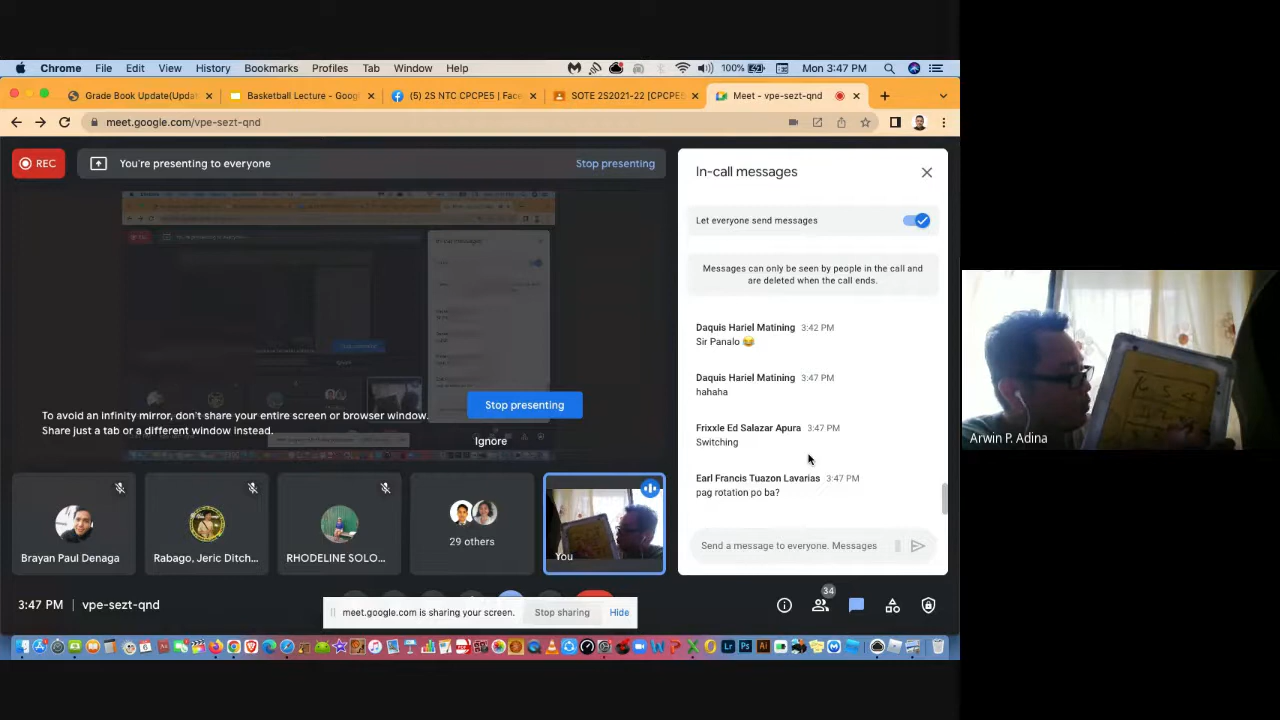 Chrome File Edit View History Bookmarks Profiles Tab Window Help 100% Mon 3:47 PM
Grade Book Update(Updat Basketball Lecture - Goog (5) 2S NTC CPCPE5 | Face SOTE 2S2021-22 [CPCPE5 Meet - vpe-sezt-qnd
meet.google.com/vpe-sezt-qnd
REC You're presenting to everyone Stop presenting
To avoid an infinity mirror, don't share your entire screen or browser window.
Share just a tab or a different window instead.
Stop presenting
Ignore
Brayan Paul Denaga
Rabago, Jeric Ditch...
RHODELINE SOLO...
29 others
You
In-call messages
Let everyone send messages
Messages can only be seen by people in the call and
are deleted when the call ends.
Daquis Hariel Matining 3:42 PM
Sir Panalo 😂
Daquis Hariel Matining 3:47 PM
hahaha
Frixxle Ed Salazar Apura 3:47 PM
Switching
Earl Francis Tuazon Lavarias 3:47 PM
pag rotation po ba?
Send a message to everyone. Messages
3:47 PM vpe-sezt-qnd
34
meet.google.com is sharing your screen. Stop sharing Hide
Arwin P. Adina